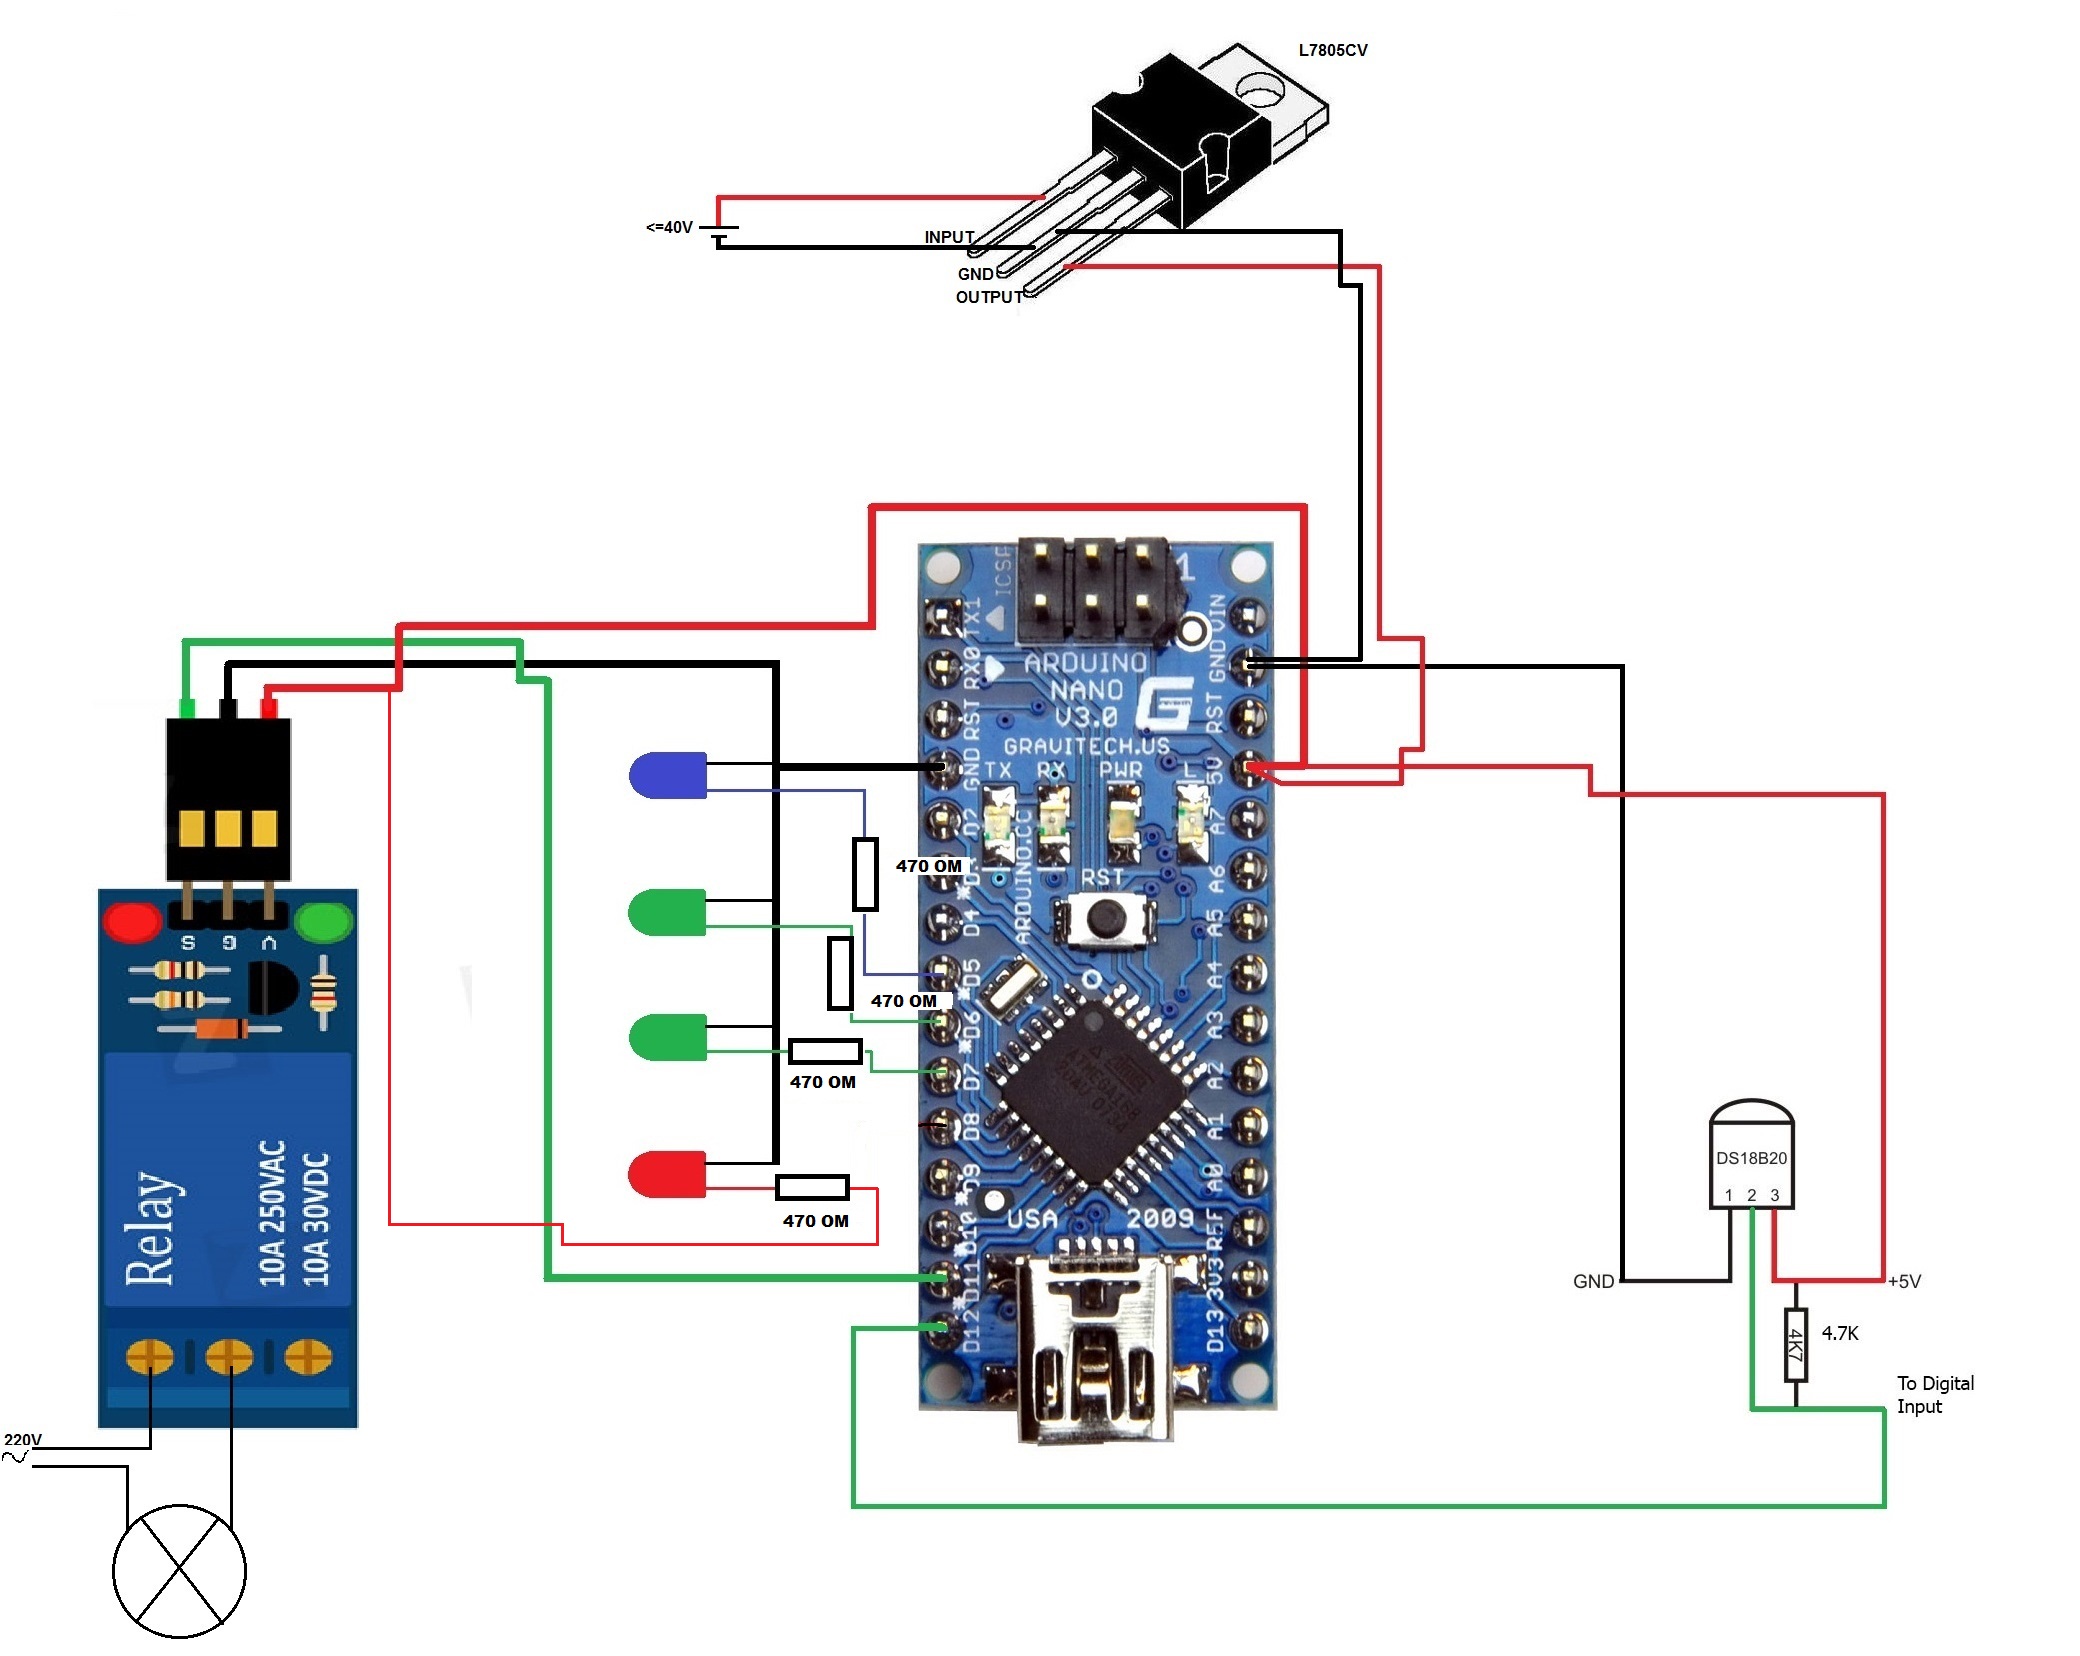 L7805CV
<=40V
INPUT
GND
OUTPUT
ICSP
1
TX1
RX0
RST
GND
D2
*D3
D4
*D5
*D6
D7
D8
*D9
*D10
*D11
D12
VIN
GND
RST
5V
A7
A6
A5
A4
A3
A2
A1
A0
REF
3V3
D13
ARDUINO
NANO
V3.0
G
GRAVITECH.US
TX RX PWR L
ARDUINO.CC
RST
USA 2009
470 OM
470 OM
470 OM
470 OM
S G V
Relay
10A 250VAC
10A 30VDC
220V
~
DS18B20
1 2 3
GND
+5V
4K7
4.7K
To Digital
Input